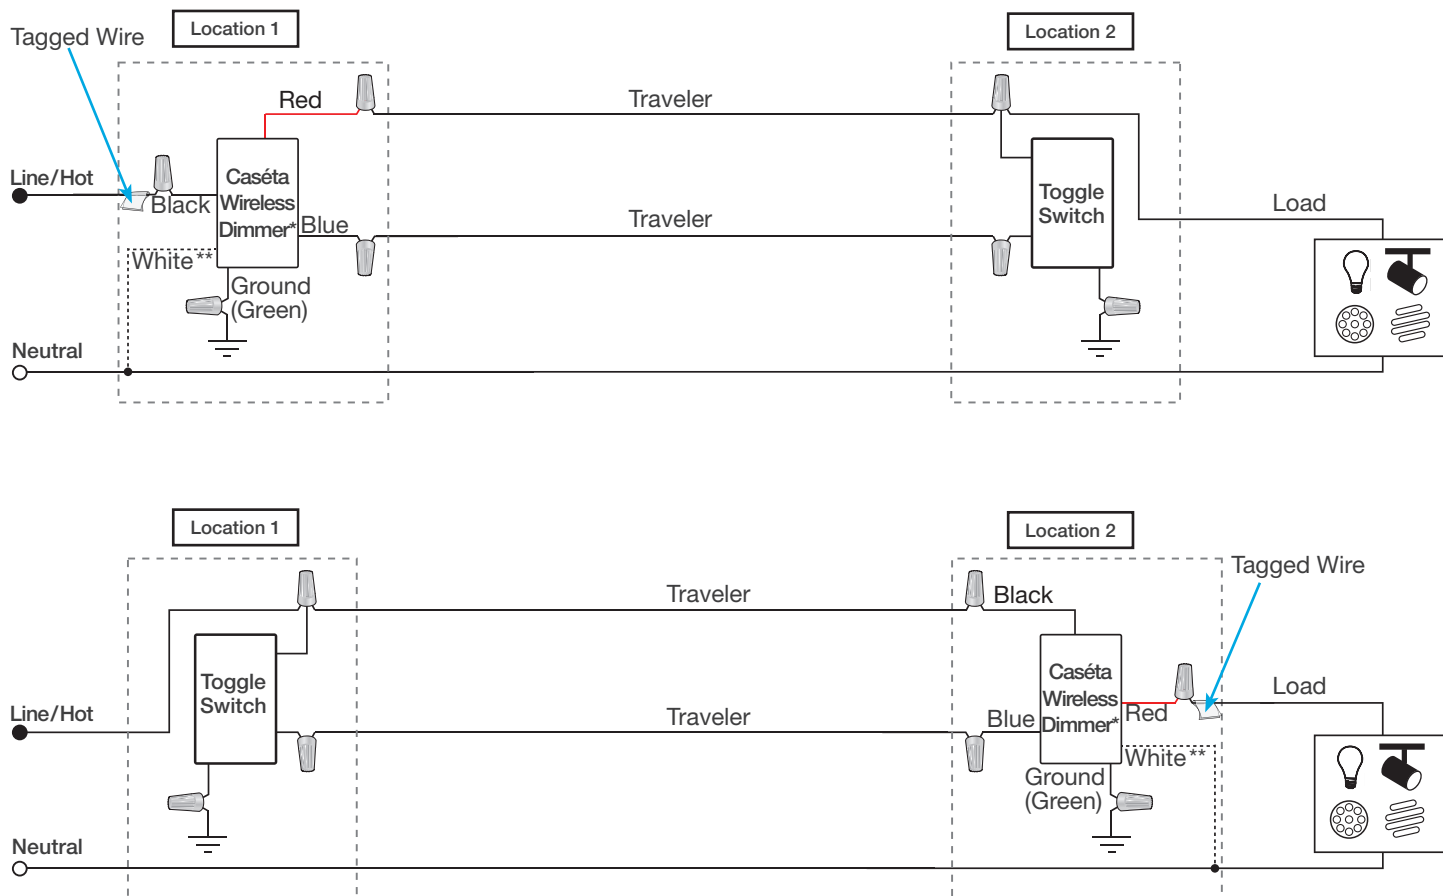 Location 1
Location 2
Tagged Wire
Red
Traveler
Line/Hot
Black
Caséta
Wireless
Dimmer*
Blue
Traveler
Toggle
Switch
Load
White**
Ground
(Green)
Neutral
Location 1
Location 2
Tagged Wire
Traveler
Black
Toggle
Switch
Caséta
Wireless
Dimmer*
Load
Line/Hot
Traveler
Blue
Red
White**
Ground
(Green)
Neutral